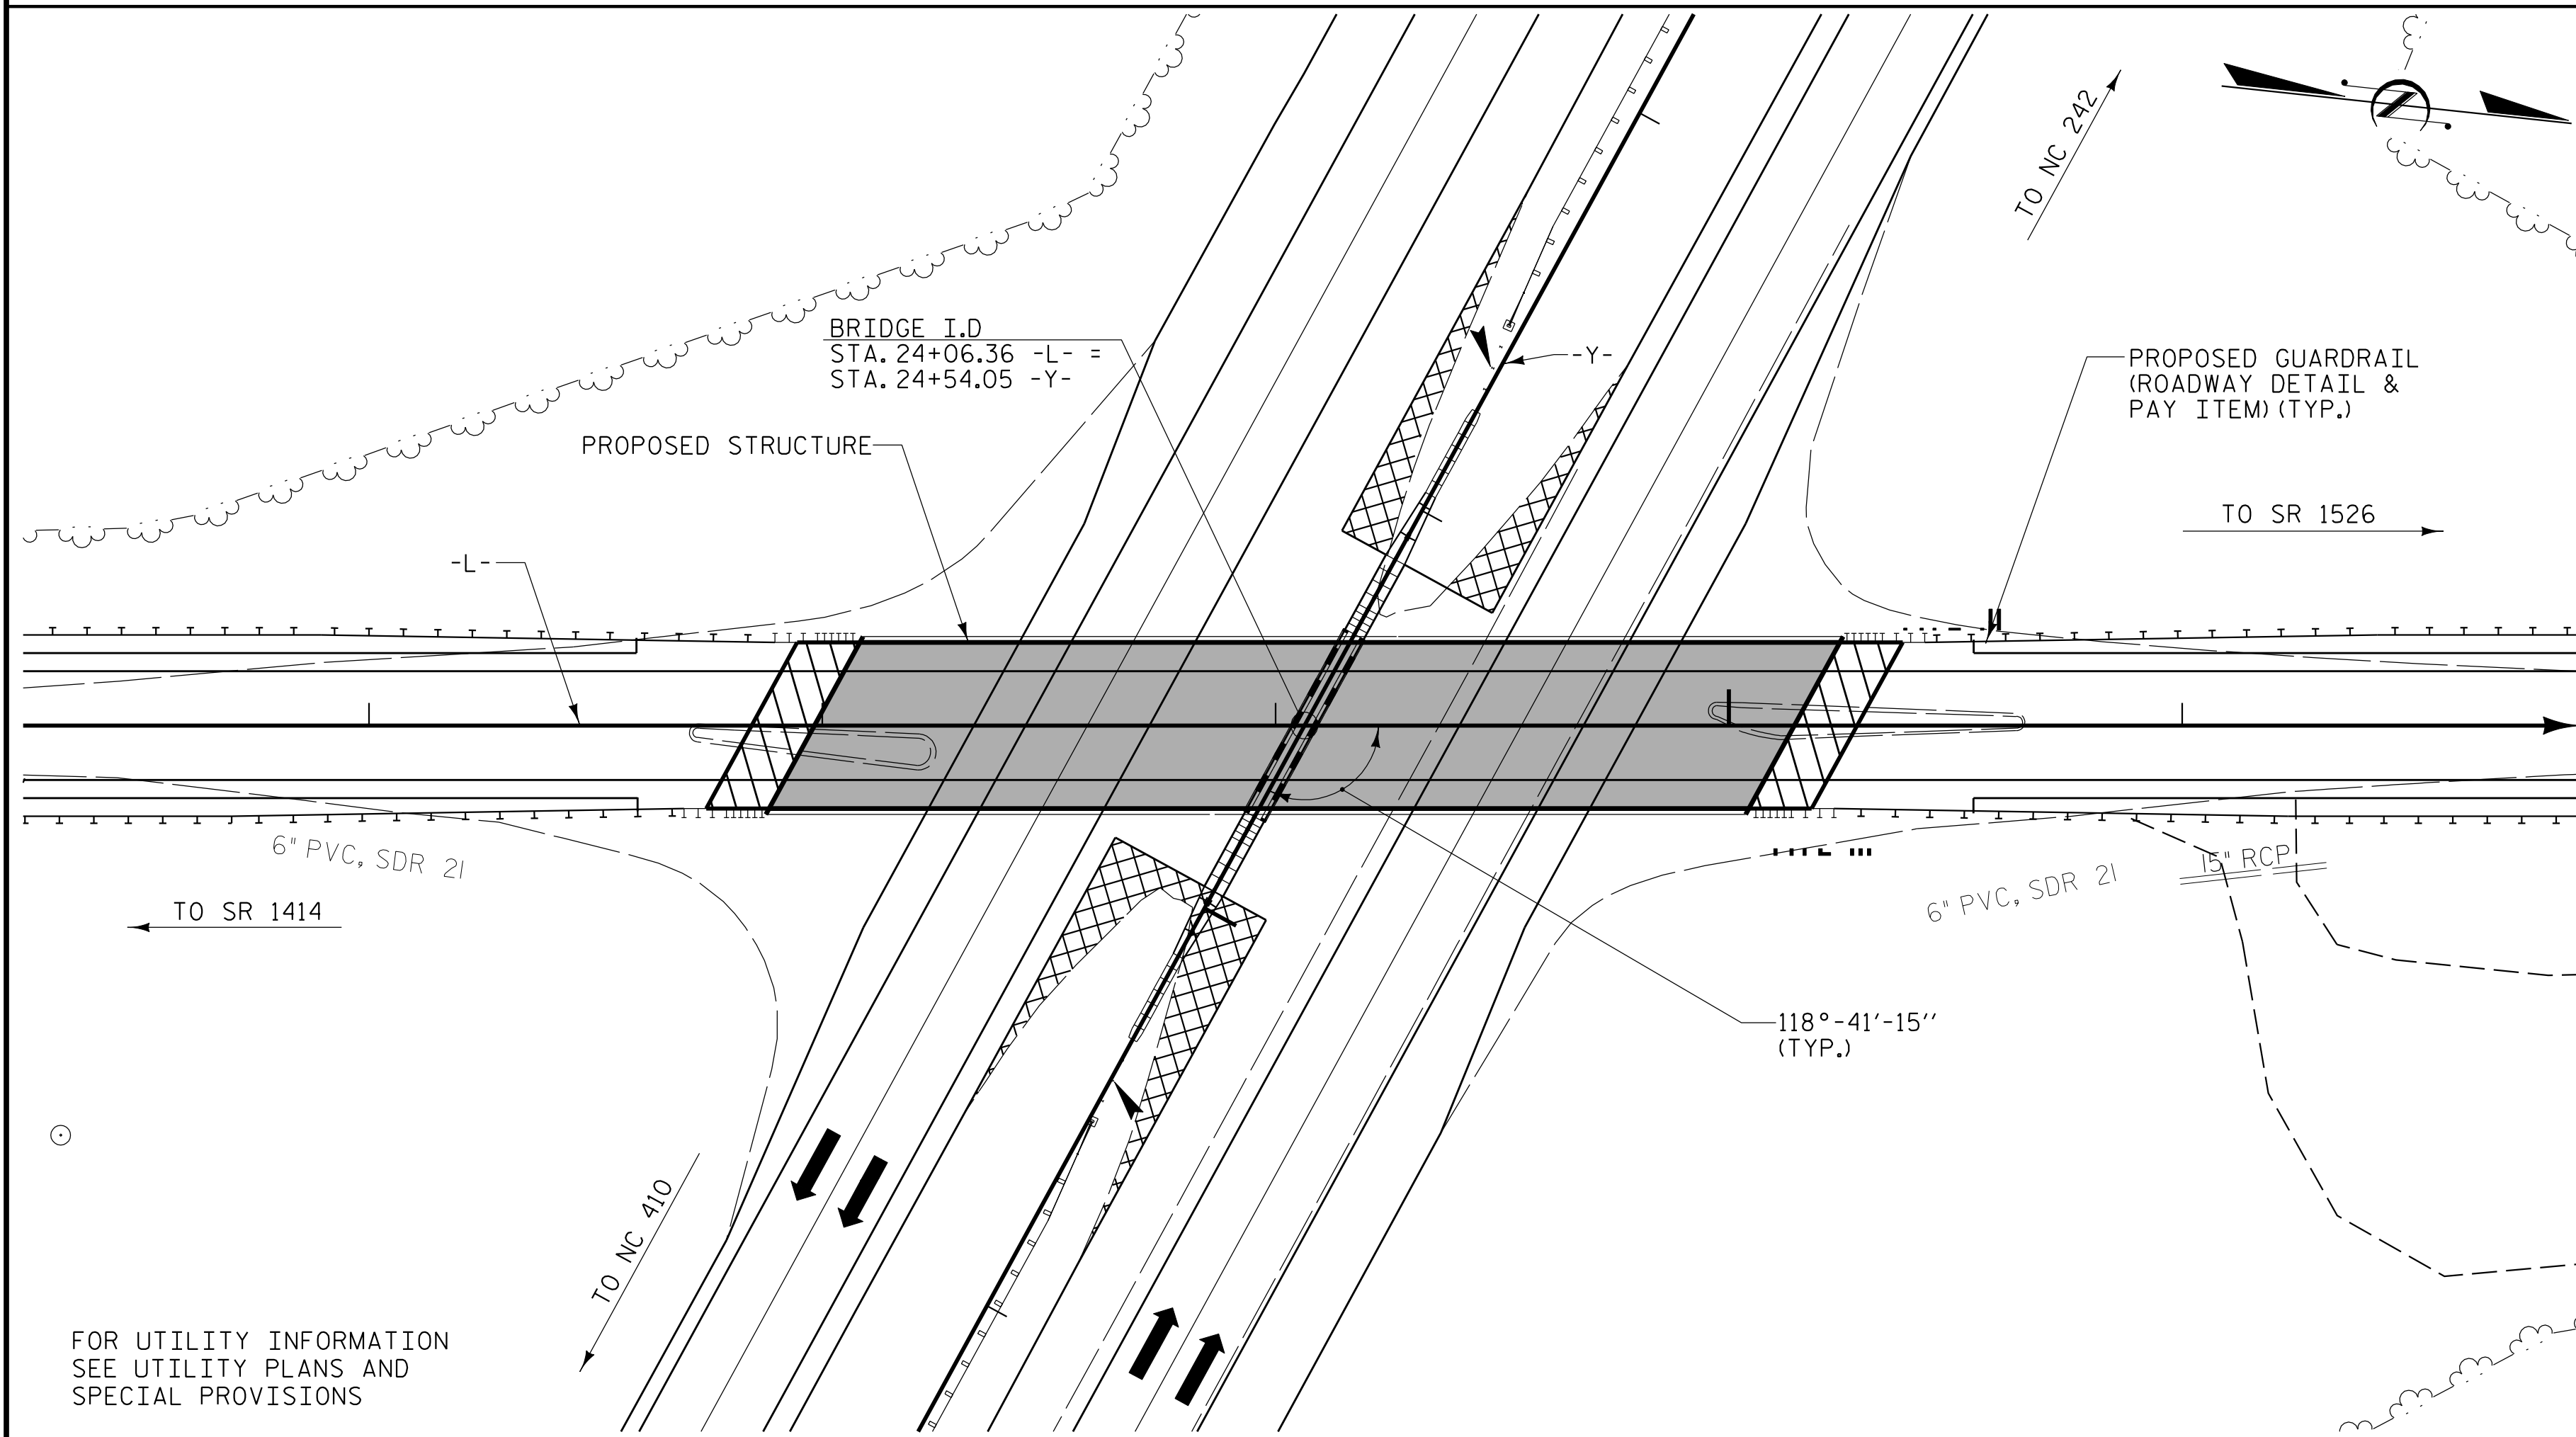 TO NC 242
BRIDGE I.D
STA. 24+06.36 -L- =
STA. 24+54.05 -Y-
-Y-
PROPOSED GUARDRAIL
(ROADWAY DETAIL &
PAY ITEM) (TYP.)
PROPOSED STRUCTURE
TO SR 1526
-L-
6" PVC, SDR 21
15" RCP
6" PVC, SDR 21
TO SR 1414
118°-41'-15''
(TYP.)
TO NC 410
FOR UTILITY INFORMATION
SEE UTILITY PLANS AND
SPECIAL PROVISIONS